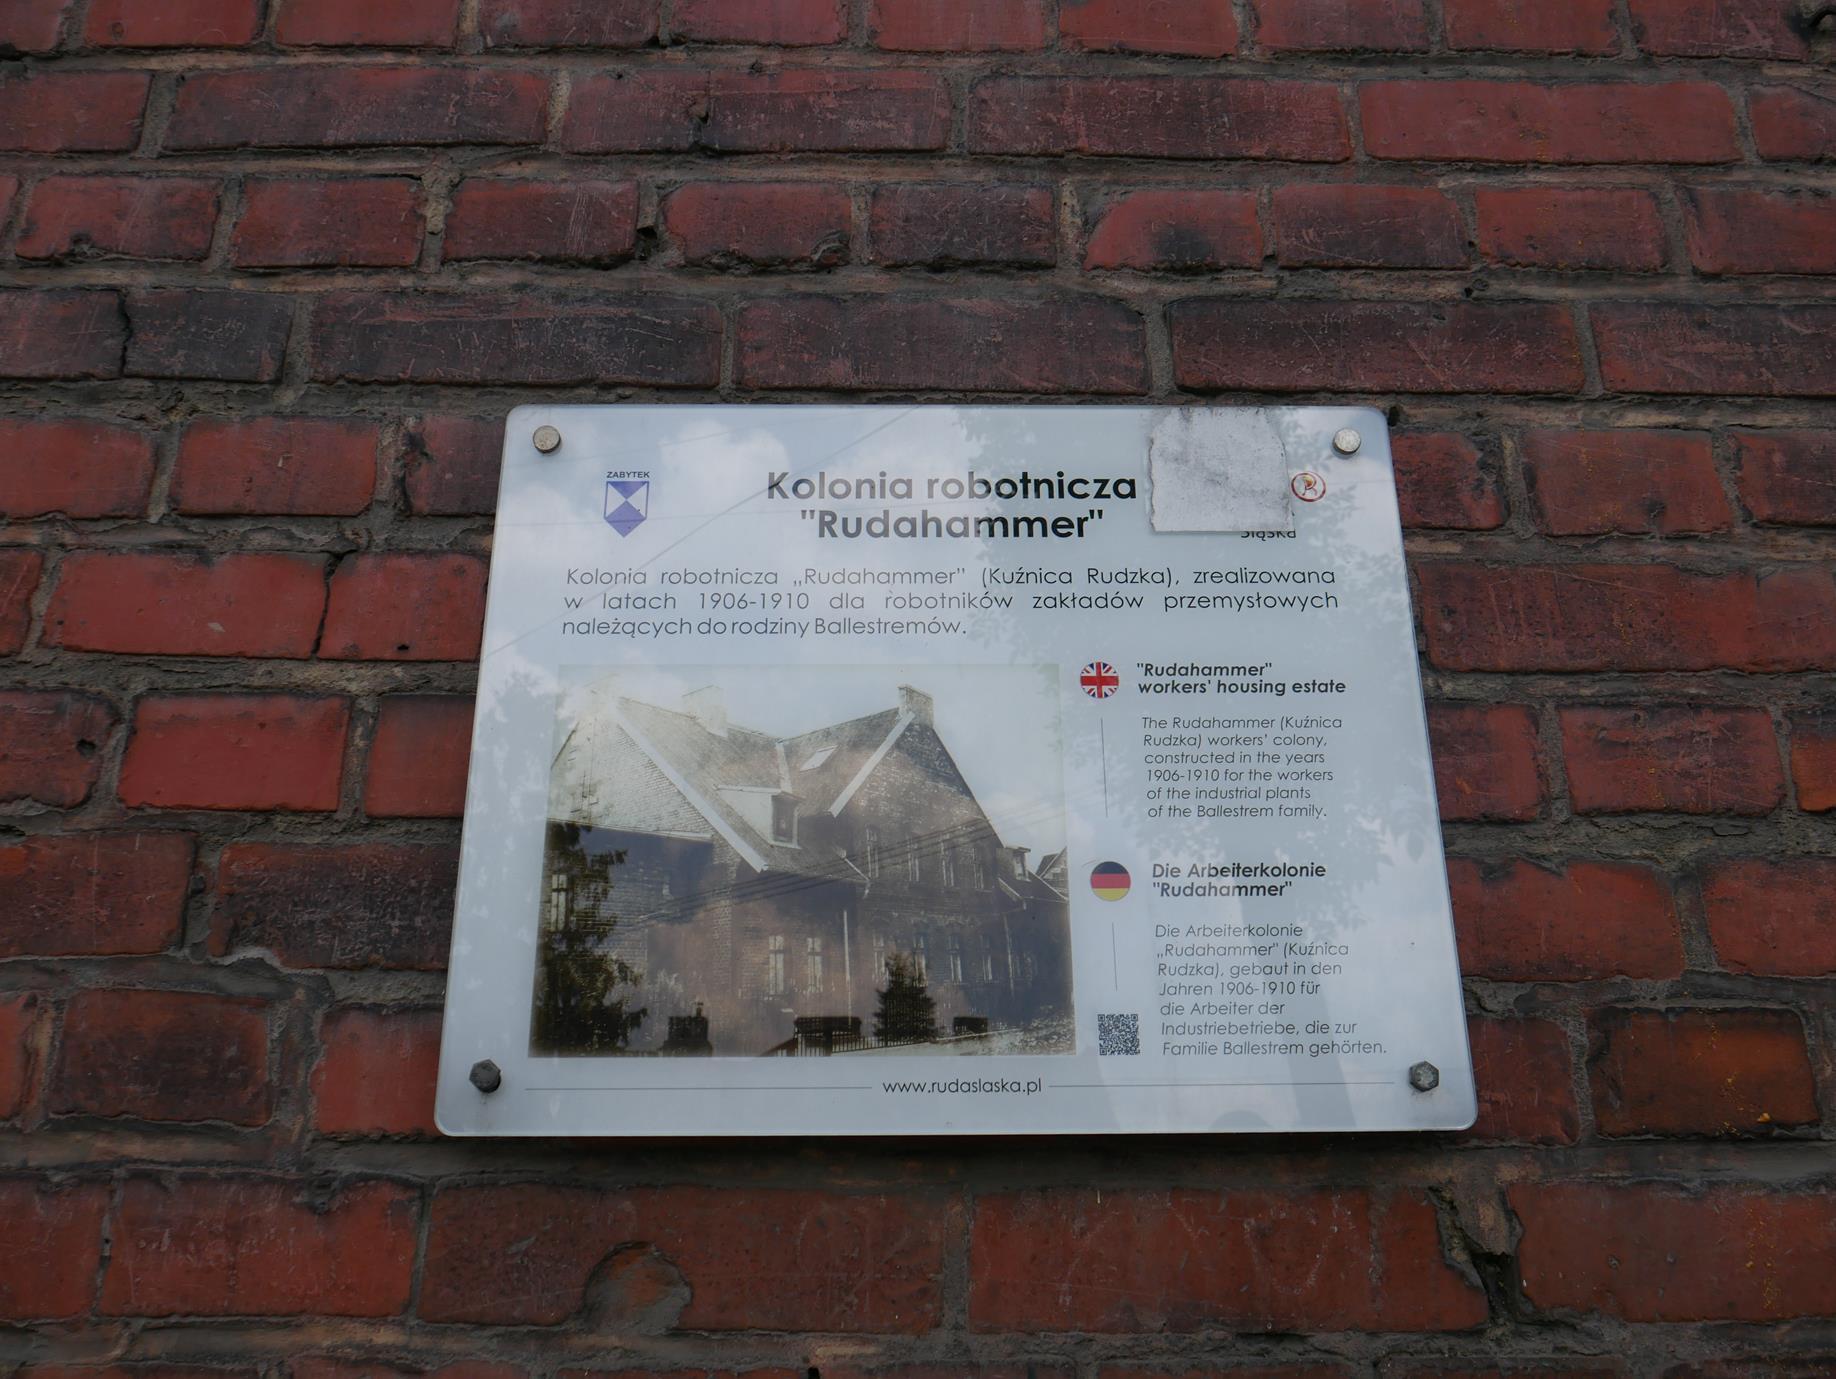 ZABYTEK
Kolonia robotnicza
"Rudahammer"
Śląska
Kolonia robotnicza „Rudahammer" (Kuźnica Rudzka), zrealizowana
w latach 1906-1910 dla robotników zakładów przemysłowych
należących do rodziny Ballestremów.
"Rudahammer"
workers' housing estate
The Rudahammer (Kuźnica
Rudzka) workers' colony,
constructed in the years
1906-1910 for the workers
of the industrial plants
of the Ballestrem family.
Die Arbeiterkolonie
"Rudahammer"
Die Arbeiterkolonie
„Rudahammer" (Kuźnica
Rudzka), gebaut in den
Jahren 1906-1910 für
die Arbeiter der
Industriebetriebe, die zur
Familie Ballestrem gehörten.
www.rudaslaska.pl